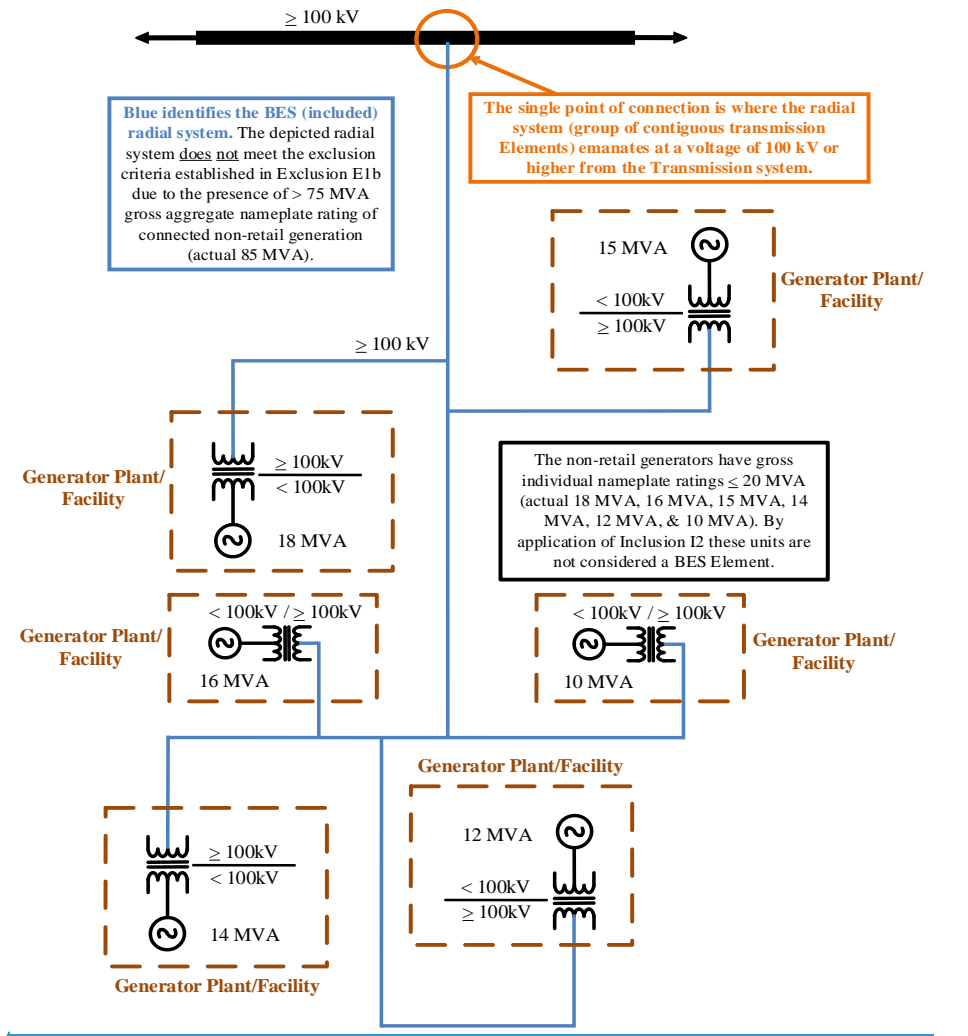 ≥ 100 kV
Blue identifies the BES (included)
radial system. The depicted radial
system does not meet the exclusion
criteria established in Exclusion E1b
due to the presence of > 75 MVA
gross aggregate nameplate rating of
connected non-retail generation
(actual 85 MVA).
The single point of connection is where the radial
system (group of contiguous transmission
Elements) emanates at a voltage of 100 kV or
higher from the Transmission system.
15 MVA
< 100kV
≥ 100kV
Generator Plant/
Facility
≥ 100 kV
Generator Plant/
Facility
≥ 100kV
< 100kV
18 MVA
The non-retail generators have gross
individual nameplate ratings ≤ 20 MVA
(actual 18 MVA, 16 MVA, 15 MVA, 14
MVA, 12 MVA, & 10 MVA). By
application of Inclusion I2 these units are
not considered a BES Element.
Generator Plant/
Facility
< 100kV / ≥ 100kV
16 MVA
< 100kV / ≥ 100kV
10 MVA
Generator Plant/
Facility
Generator Plant/Facility
12 MVA
< 100kV
≥ 100kV
≥ 100kV
< 100kV
14 MVA
Generator Plant/Facility